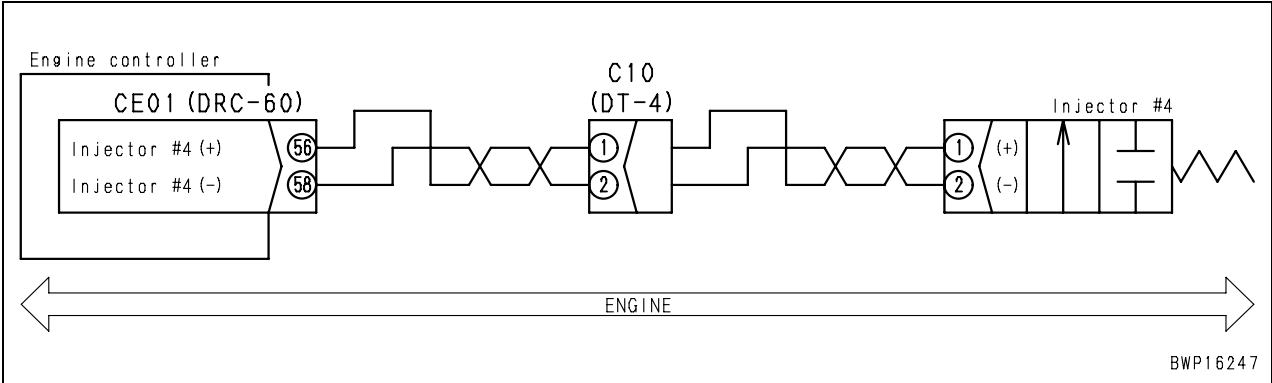 Engine controller
CE01 (DRC-60)
Injector #4 (+)
Injector #4 (-)
56
58
C10
(DT-4)
1
2
Injector #4
1 (+)
2 (-)
ENGINE
BWP16247